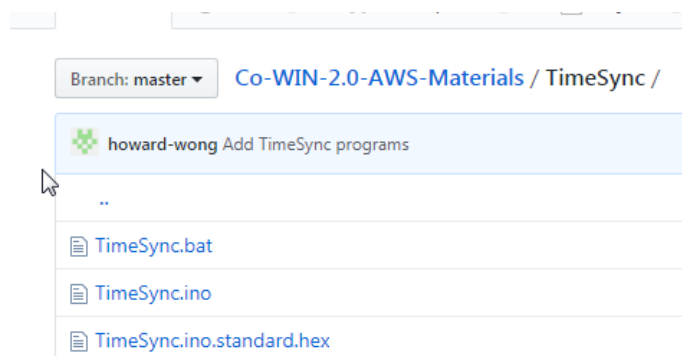 Branch: master Co-WIN-2.0-AWS-Materials / TimeSync /
howard-wong Add TimeSync programs
..
TimeSync.bat
TimeSync.ino
TimeSync.ino.standard.hex